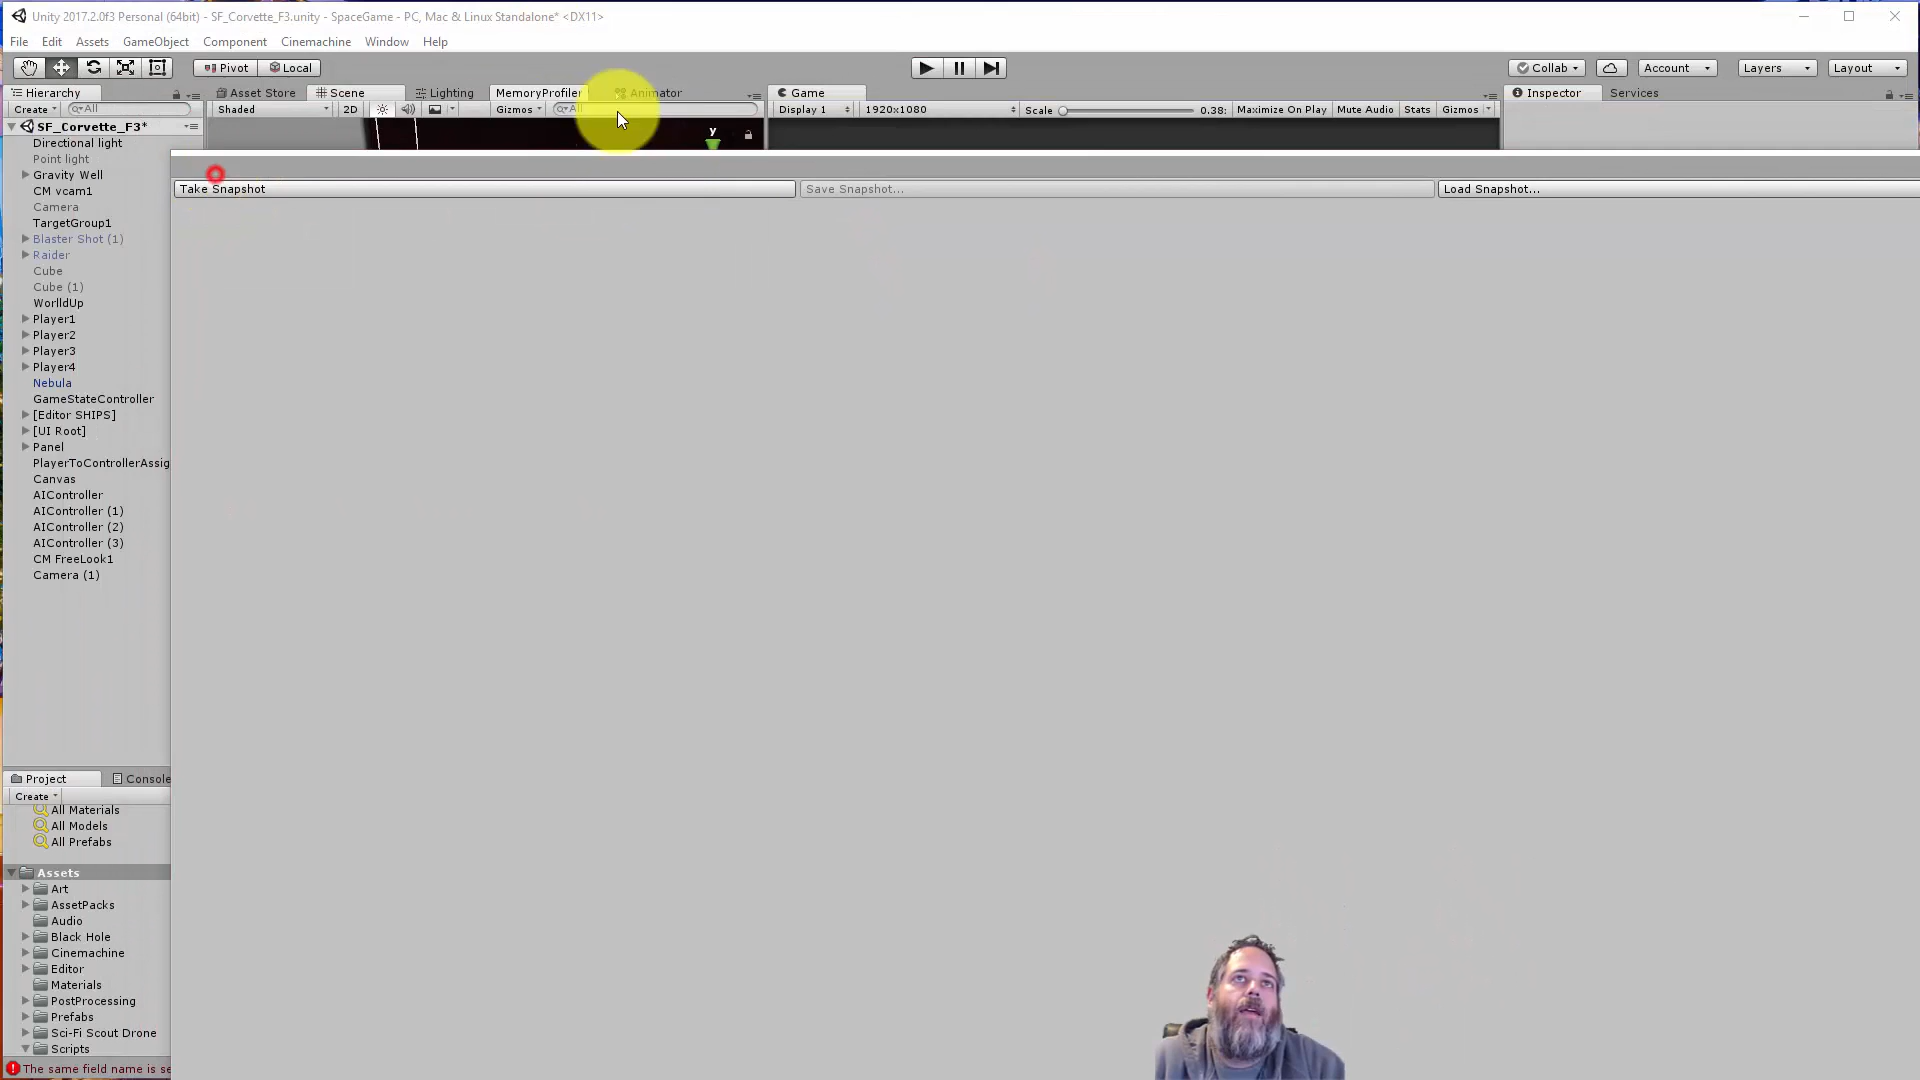 Unity 2017.2.0f3 Personal (64bit) - SF_Corvette_F3.unity - SpaceGame - PC, Mac & Linux Standalone* <DX11>
File Edit Assets GameObject Component Cinemachine Window Help
Pivot Local Collab Account Layers Layout
Hierarchy Asset Store Scene Lighting MemoryProfiler Animator Game Inspector Services
Create All Shaded 2D Gizmos All Display 1 1920x1080 Scale 0.38: Maximize On Play Mute Audio Stats Gizmos
SF_Corvette_F3*
y
Directional light
Point light
Gravity Well
Take Snapshot Save Snapshot... Load Snapshot...
CM vcam1
Camera
TargetGroup1
Blaster Shot (1)
Raider
Cube
Cube (1)
WorlldUp
Player1
Player2
Player3
Player4
Nebula
GameStateController
[Editor SHIPS]
[UI Root]
Panel
PlayerToControllerAssig
Canvas
AIController
AIController (1)
AIController (2)
AIController (3)
CM FreeLook1
Camera (1)
Project Console
Create
All Materials
All Models
All Prefabs
Assets
Art
AssetPacks
Audio
Black Hole
Cinemachine
Editor
Materials
PostProcessing
Prefabs
Sci-Fi Scout Drone
Scripts
The same field name is se